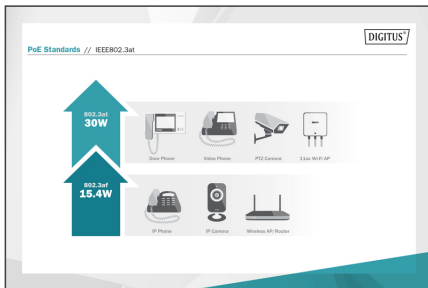 DIGITUS®
PoE Standards // IEEE802.3at
802.3at
30W
Door Phone
Video Phone
PTZ Camera
11ac Wi-Fi AP
802.3af
15.4W
IP Phone
IP Camera
Wireless AP/Router